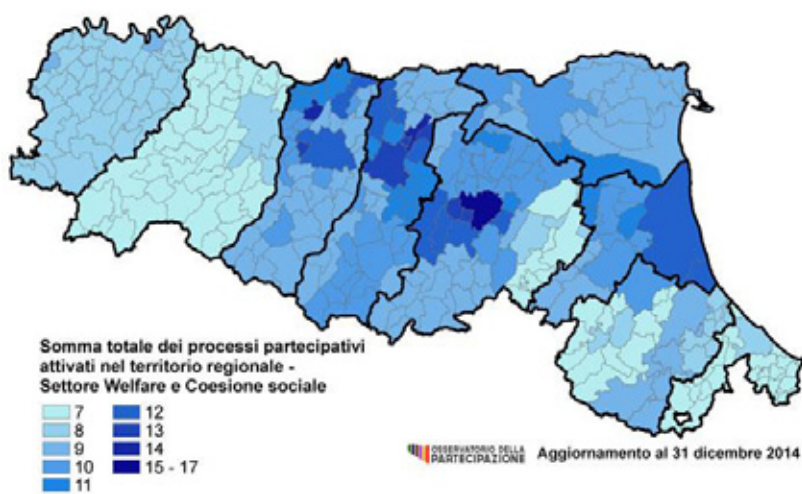 Somma totale dei processi partecipativi
attivati nel territorio regionale -
Settore Welfare e Coesione sociale
7
8
9
10
11
12
13
14
15 - 17
OSSERVATORIO DELLA
PARTECIPAZIONE
Aggiornamento al 31 dicembre 2014